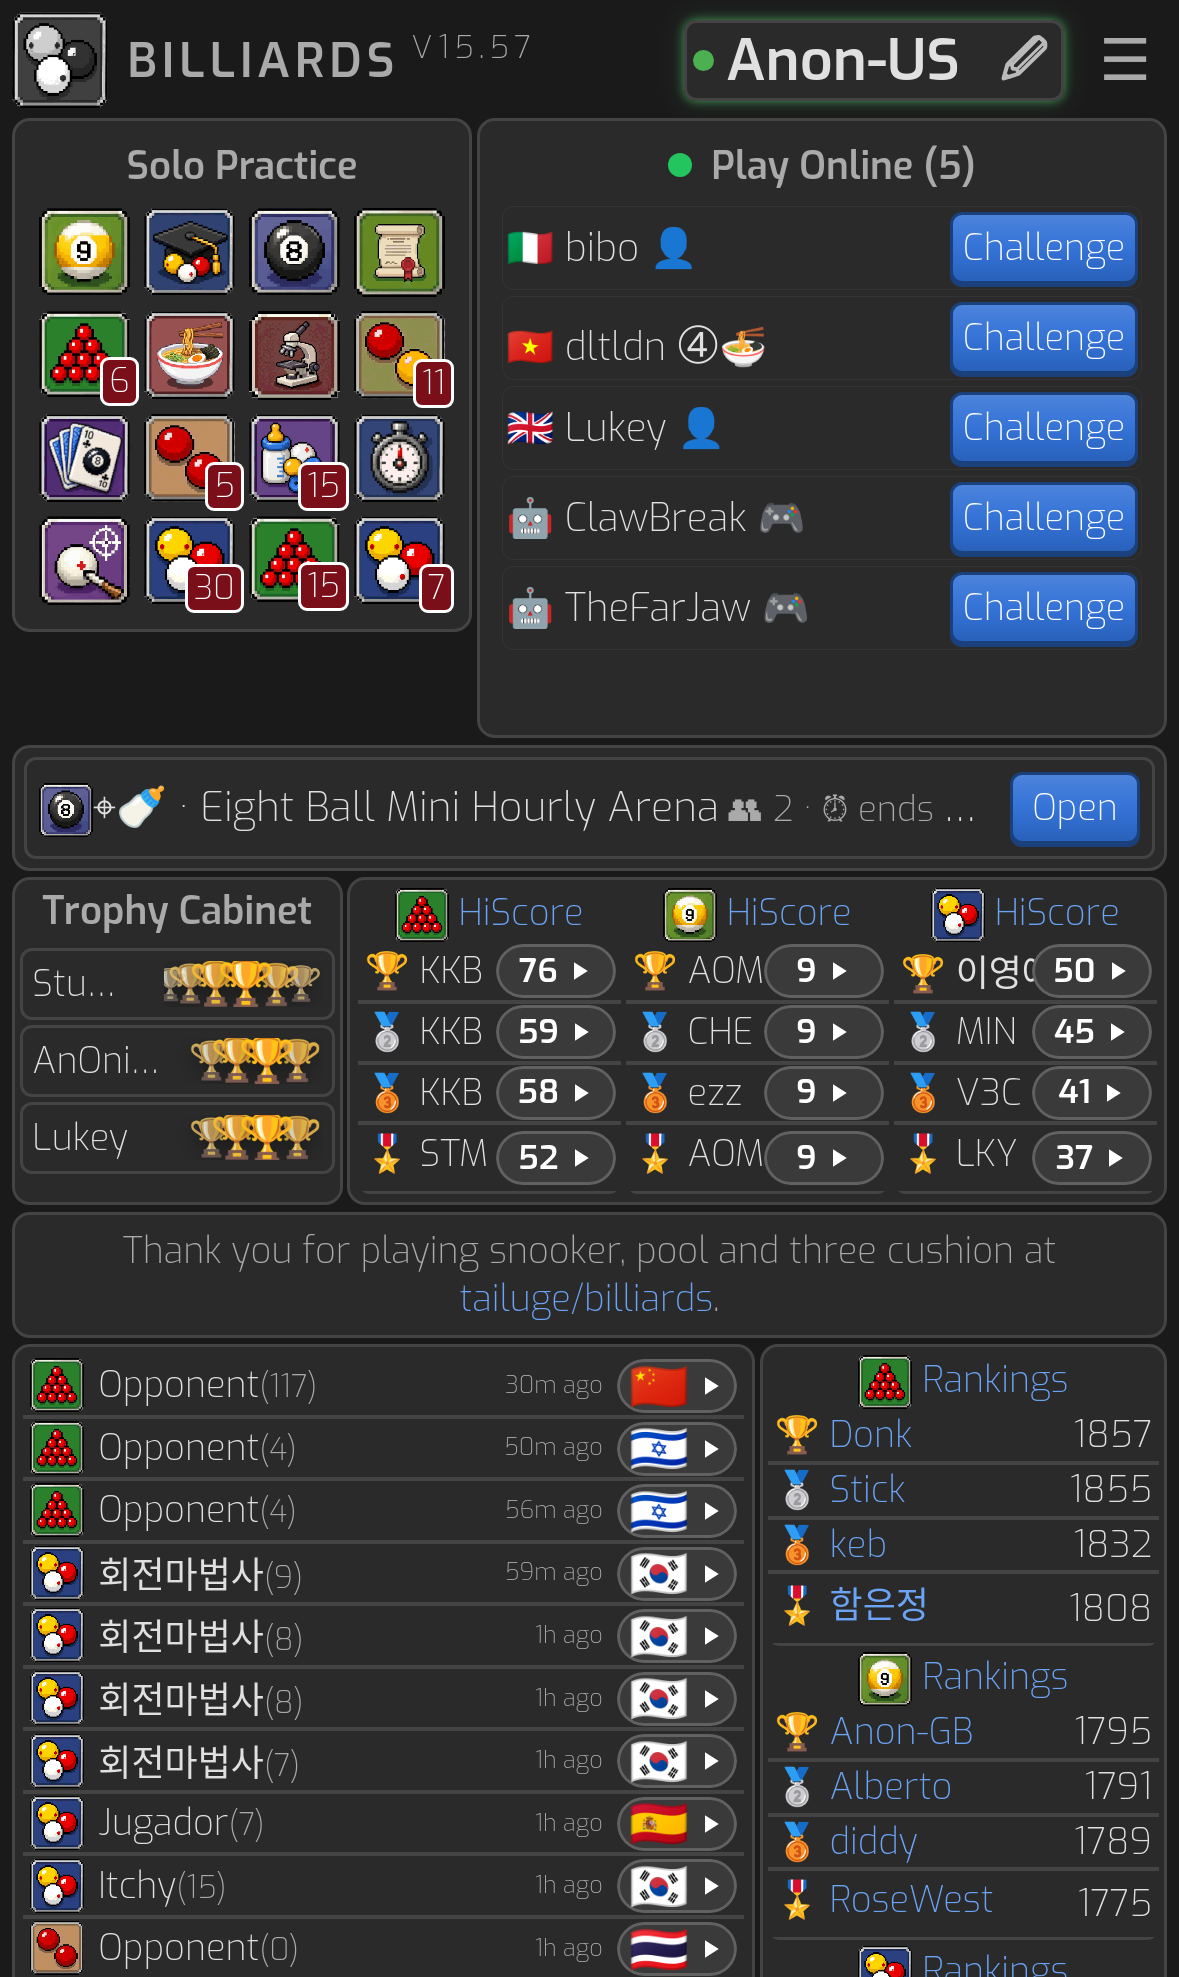 BILLIARDS V15.57
Anon-US
Solo Practice
9
8
6
11
10
8
10
5
15
30
15
7
Play Online (5)
bibo
Challenge
dltldn ④
Challenge
Lukey
Challenge
ClawBreak
Challenge
TheFarJaw
Challenge
8 · Eight Ball Mini Hourly Arena 2 · ends ...
Open
Trophy Cabinet
Stu...
AnOni...
Lukey
HiScore
KKB 76
KKB 59
KKB 58
STM 52
9 HiScore
AOM 9
CHE 9
ezz 9
AOM 9
HiScore
이영 50
MIN 45
V3C 41
LKY 37
Thank you for playing snooker, pool and three cushion at
tailuge/billiards.
Opponent(117) 30m ago
Opponent(4) 50m ago
Opponent(4) 56m ago
회전마법사(9) 59m ago
회전마법사(8) 1h ago
회전마법사(8) 1h ago
회전마법사(7) 1h ago
Jugador(7) 1h ago
Itchy(15) 1h ago
Opponent(0) 1h ago
Rankings
Donk 1857
Stick 1855
keb 1832
함은정 1808
9 Rankings
Anon-GB 1795
Alberto 1791
diddy 1789
RoseWest 1775
Rankings